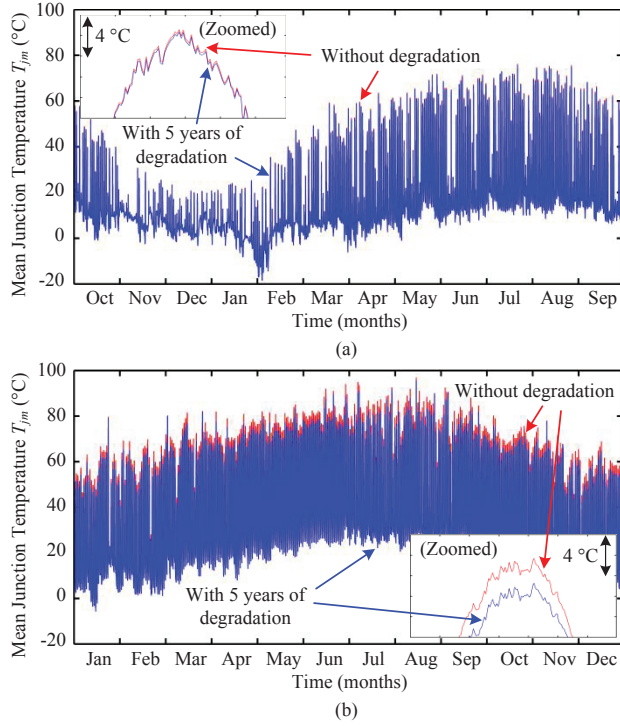 Mean Junction Temperature Tjm (°C)
100
80
60
40
20
0
-20
4 °C
(Zoomed)
Without degradation
With 5 years of
degradation
Oct Nov Dec Jan Feb Mar Apr May Jun Jul Aug Sep
Time (months)
(a)
Mean Junction Temperature Tjm (°C)
100
80
60
40
20
0
-20
Without degradation
(Zoomed)
4 °C
With 5 years of
degradation
Jan Feb Mar Apr May Jun Jul Aug Sep Oct Nov Dec
Time (months)
(b)